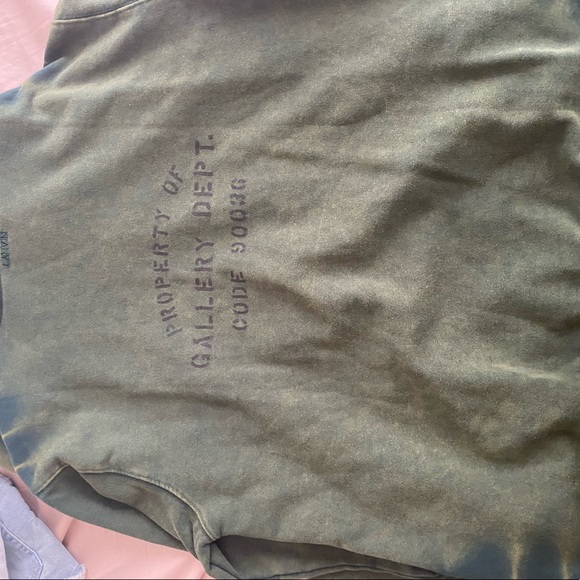 LANVIN
PROPERTY OF
GALLERY DEPT.
CODE 90036